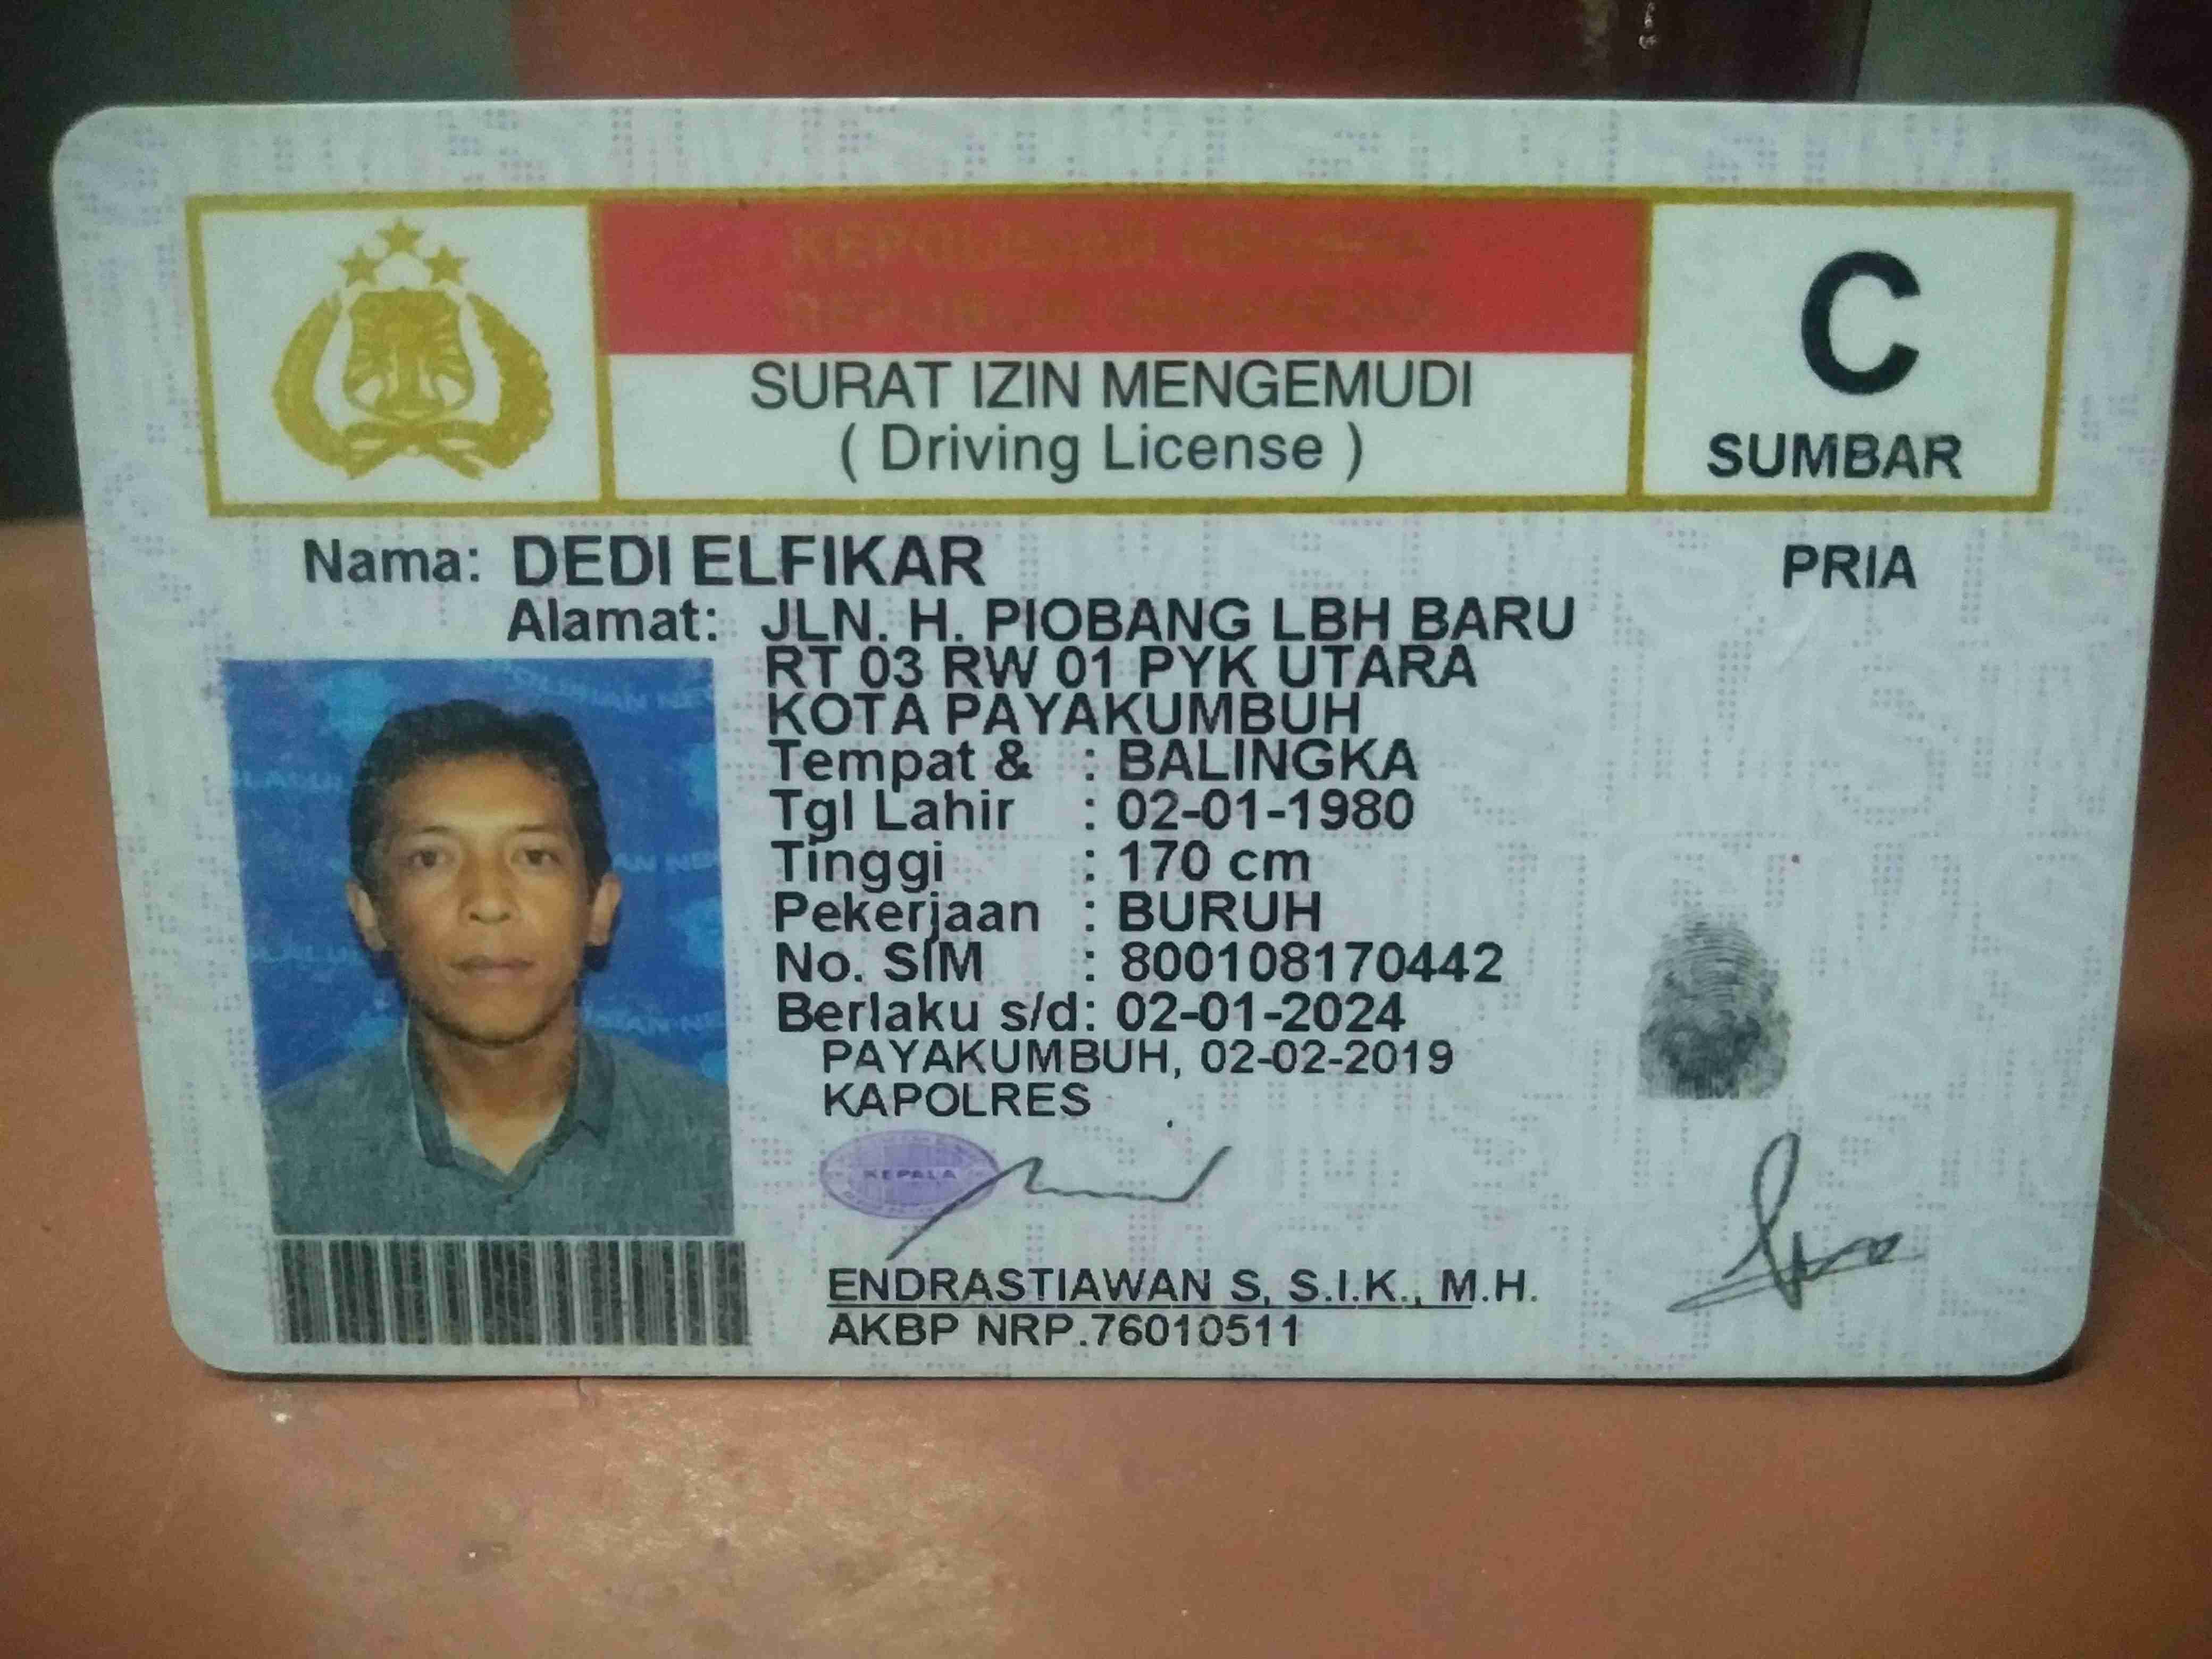 KEPOLISIAN NEGARA
REPUBLIK INDONESIA
SURAT IZIN MENGEMUDI
( Driving License )
C
SUMBAR
Nama: DEDI ELFIKAR
PRIA
Alamat: JLN. H. PIOBANG LBH BARU
RT 03 RW 01 PYK UTARA
KOTA PAYAKUMBUH
Tempat & : BALINGKA
Tgl Lahir : 02-01-1980
Tinggi : 170 cm
Pekerjaan : BURUH
No. SIM : 800108170442
Berlaku s/d: 02-01-2024
PAYAKUMBUH, 02-02-2019
KAPOLRES
KEPALA
ENDRASTIAWAN S, S.I.K., M.H.
AKBP NRP.76010511